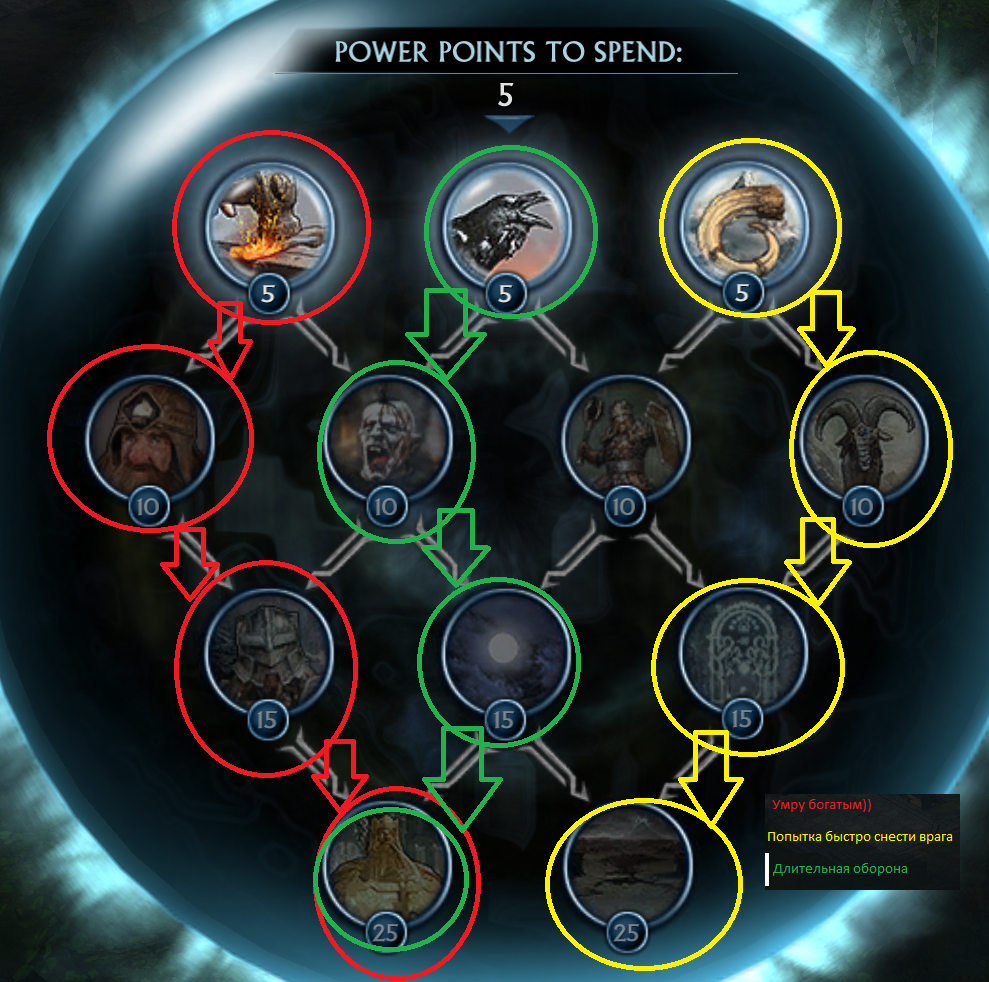 POWER POINTS TO SPEND:
5
5 5 5
10 10 10 10
15 15 15
25 25
Умру богатым))
Попытка быстро снести врага
Длительная оборона